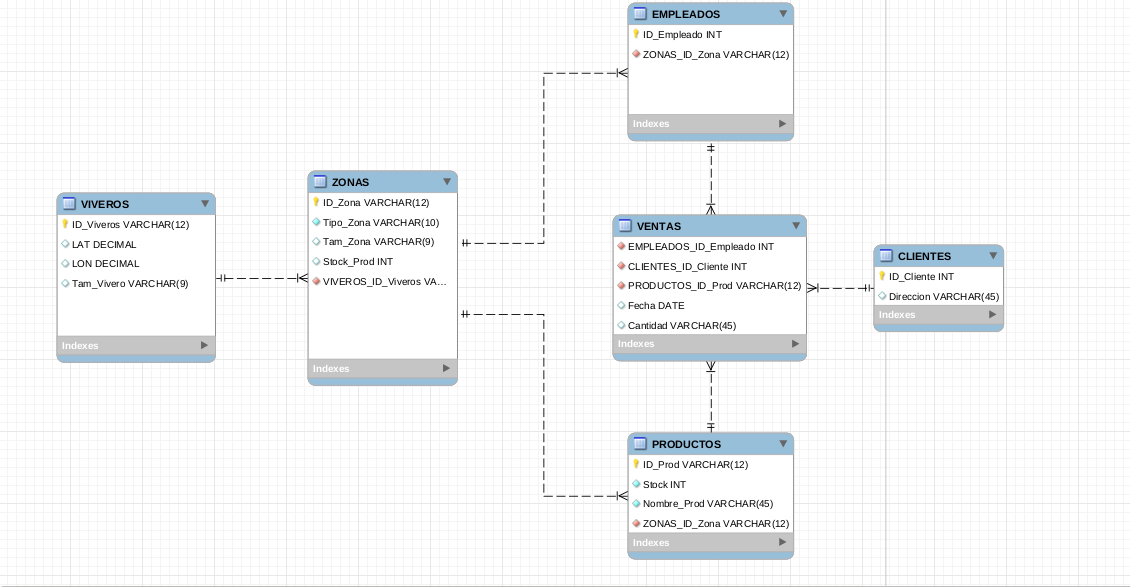 EMPLEADOS
ID_Empleado INT
ZONAS_ID_Zona VARCHAR(12)
Indexes
ZONAS
ID_Zona VARCHAR(12)
Tipo_Zona VARCHAR(10)
Tam_Zona VARCHAR(9)
Stock_Prod INT
VIVEROS_ID_Viveros VA...
Indexes
VIVEROS
ID_Viveros VARCHAR(12)
LAT DECIMAL
LON DECIMAL
Tam_Vivero VARCHAR(9)
Indexes
VENTAS
EMPLEADOS_ID_Empleado INT
CLIENTES_ID_Cliente INT
PRODUCTOS_ID_Prod VARCHAR(12)
Fecha DATE
Cantidad VARCHAR(45)
Indexes
CLIENTES
ID_Cliente INT
Direccion VARCHAR(45)
Indexes
PRODUCTOS
ID_Prod VARCHAR(12)
Stock INT
Nombre_Prod VARCHAR(45)
ZONAS_ID_Zona VARCHAR(12)
Indexes